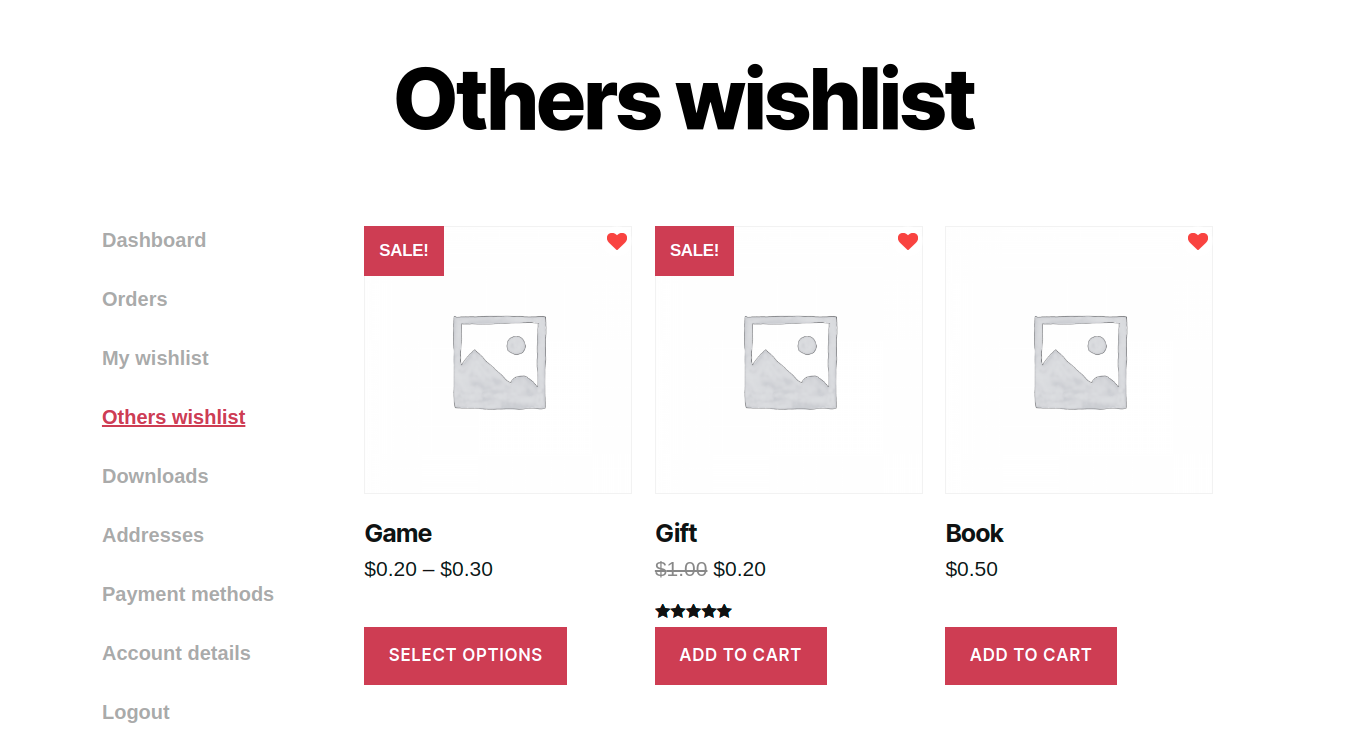 Others wishlist
Dashboard
Orders
My wishlist
Others wishlist
Downloads
Addresses
Payment methods
Account details
Logout
SALE!
Game
$0.20 – $0.30
SELECT OPTIONS
SALE!
Gift
$1.00 $0.20
ADD TO CART
Book
$0.50
ADD TO CART